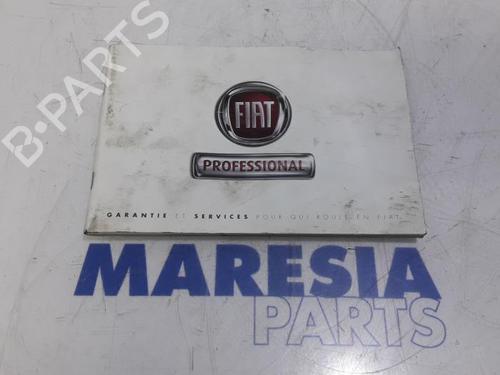 B-PARTS
FIAT
PROFESSIONAL
GARANTIE ET SERVICES POUR QUI ROULE EN FIAT
MARESIA
PARTS